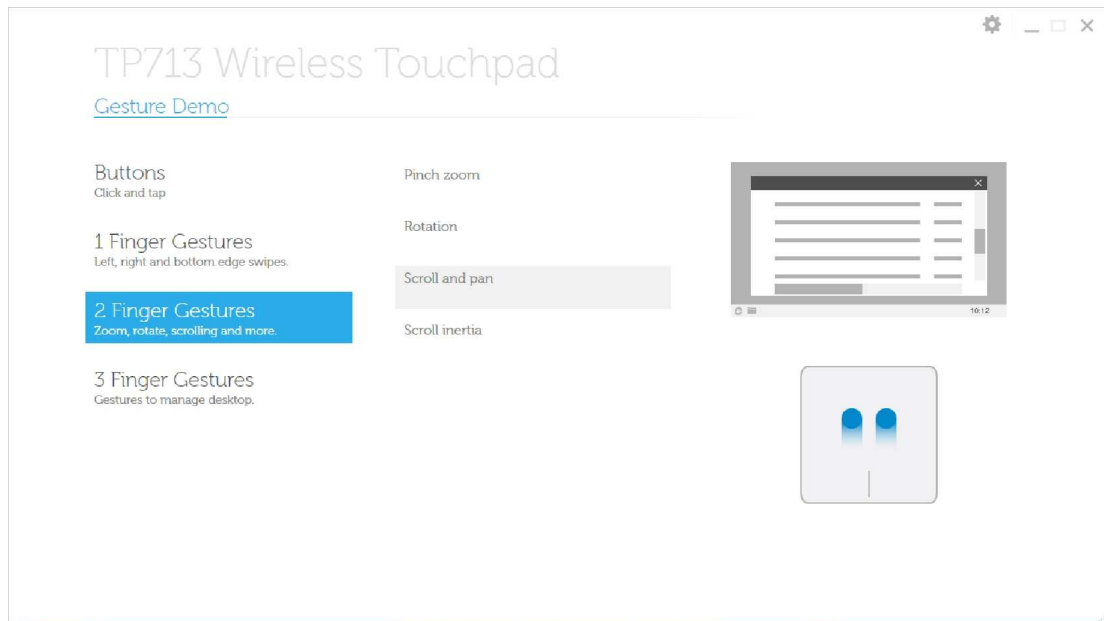 TP713 Wireless Touchpad
Gesture Demo
Buttons
Click and tap
1 Finger Gestures
Left, right and bottom edge swipes.
2 Finger Gestures
Zoom, rotate, scrolling and more.
3 Finger Gestures
Gestures to manage desktop.
Pinch zoom
Rotation
Scroll and pan
Scroll inertia
10:12